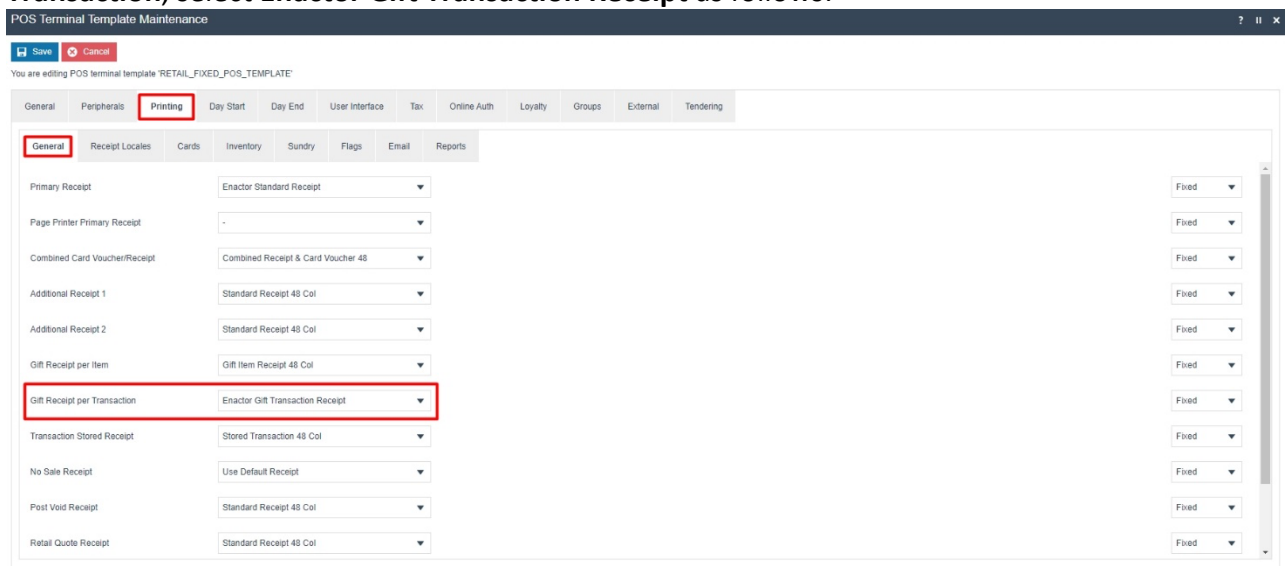 Transaction, select Enactor Gift Transaction Receipt as follows:
POS Terminal Template Maintenance ? II X
Save Cancel
You are editing POS terminal template 'RETAIL_FIXED_POS_TEMPLATE'
General Peripherals Printing Day Start Day End User Interface Tax Online Auth Loyalty Groups External Tendering
General Receipt Locales Cards Inventory Sundry Flags Email Reports
Primary Receipt Enactor Standard Receipt Fixed
Page Printer Primary Receipt - Fixed
Combined Card Voucher/Receipt Combined Receipt & Card Voucher 48 Fixed
Additional Receipt 1 Standard Receipt 48 Col Fixed
Additional Receipt 2 Standard Receipt 48 Col Fixed
Gift Receipt per Item Gift Item Receipt 48 Col Fixed
Gift Receipt per Transaction Enactor Gift Transaction Receipt Fixed
Transaction Stored Receipt Stored Transaction 48 Col Fixed
No Sale Receipt Use Default Receipt Fixed
Post Void Receipt Standard Receipt 48 Col Fixed
Retail Quote Receipt Standard Receipt 48 Col Fixed